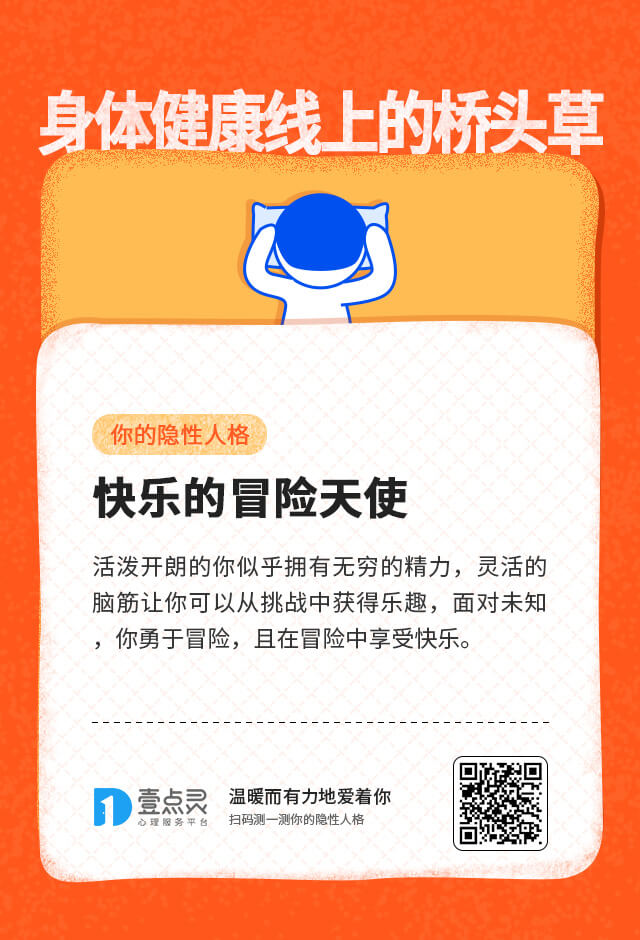 身体健康线上的桥头草
你的隐性人格
快乐的冒险天使
活泼开朗的你似乎拥有无穷的精力，灵活的
脑筋让你可以从挑战中获得乐趣，面对未知
，你勇于冒险，且在冒险中享受快乐。
壹点灵
心理服务平台
温暖而有力地爱着你
扫码测一测你的隐性人格